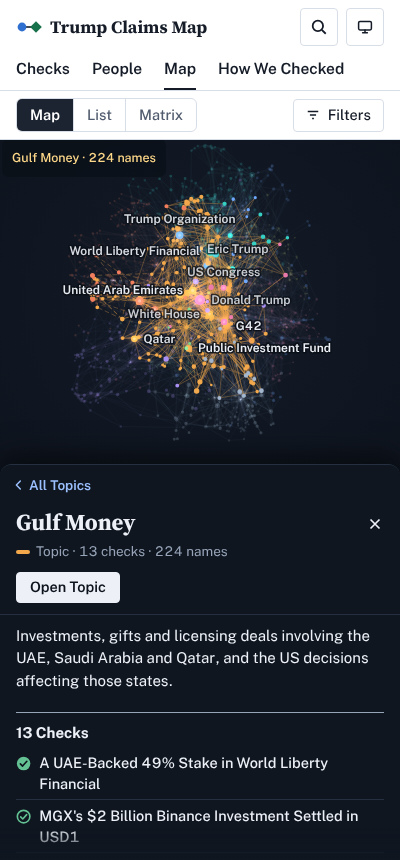 Trump Claims Map
Checks People Map How We Checked
Map List Matrix Filters
Gulf Money · 224 names
Trump Organization
World Liberty Financial Eric Trump
US Congress
United Arab Emirates Donald Trump
White House
G42
Qatar
Public Investment Fund
All Topics
Gulf Money
Topic · 13 checks · 224 names
Open Topic
Investments, gifts and licensing deals involving the
UAE, Saudi Arabia and Qatar, and the US decisions
affecting those states.
13 Checks
A UAE-Backed 49% Stake in World Liberty
Financial
MGX's $2 Billion Binance Investment Settled in
USD1